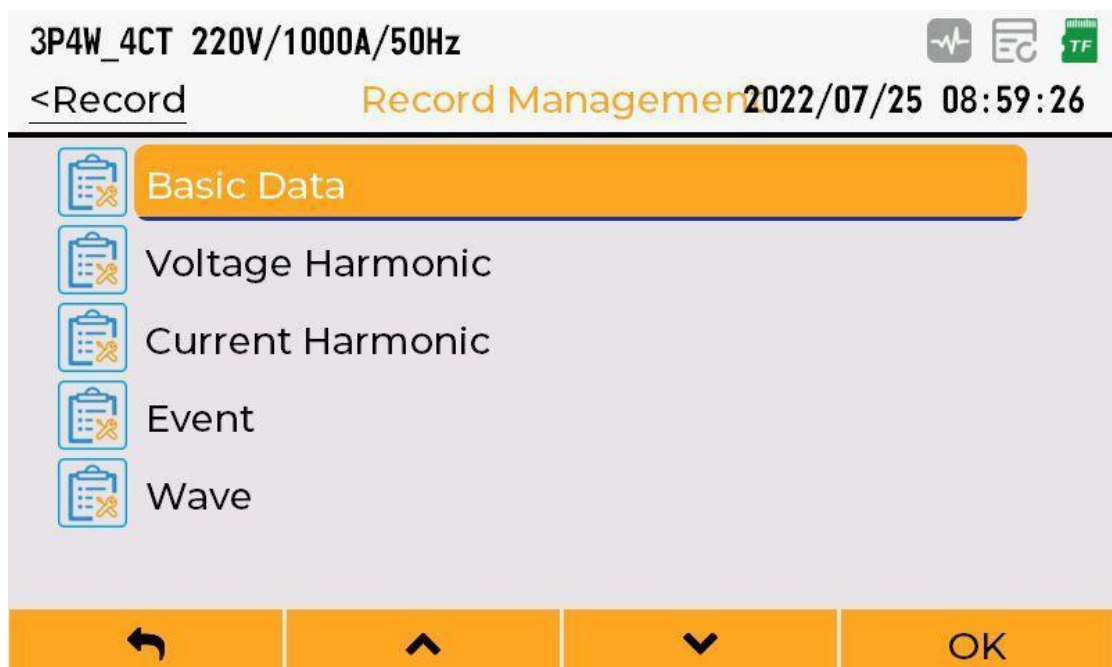 3P4W_4CT 220V/1000A/50Hz
TF
<Record Record Managemen 2022/07/25 08:59:26
Basic Data
Voltage Harmonic
Current Harmonic
Event
Wave
OK